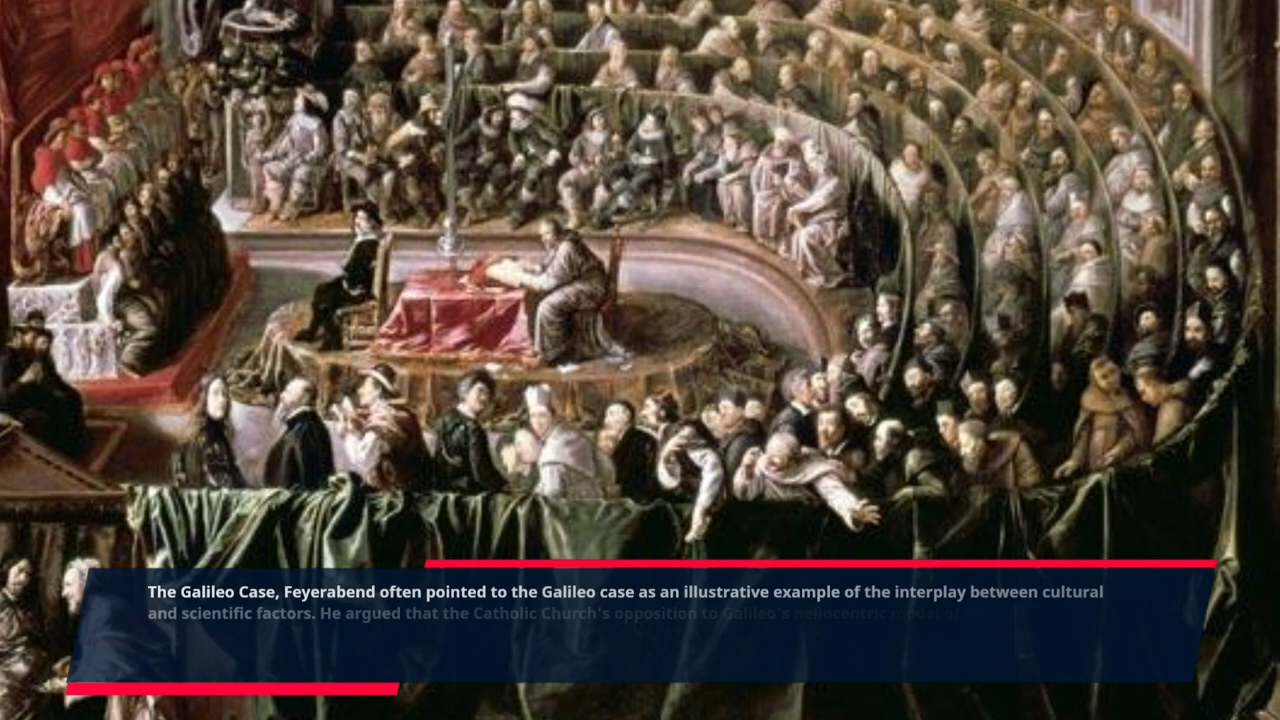 The Galileo Case, Feyerabend often pointed to the Galileo case as an illustrative example of the interplay between cultural
and scientific factors. He argued that the Catholic Church's opposition to Galileo's heliocentric model of